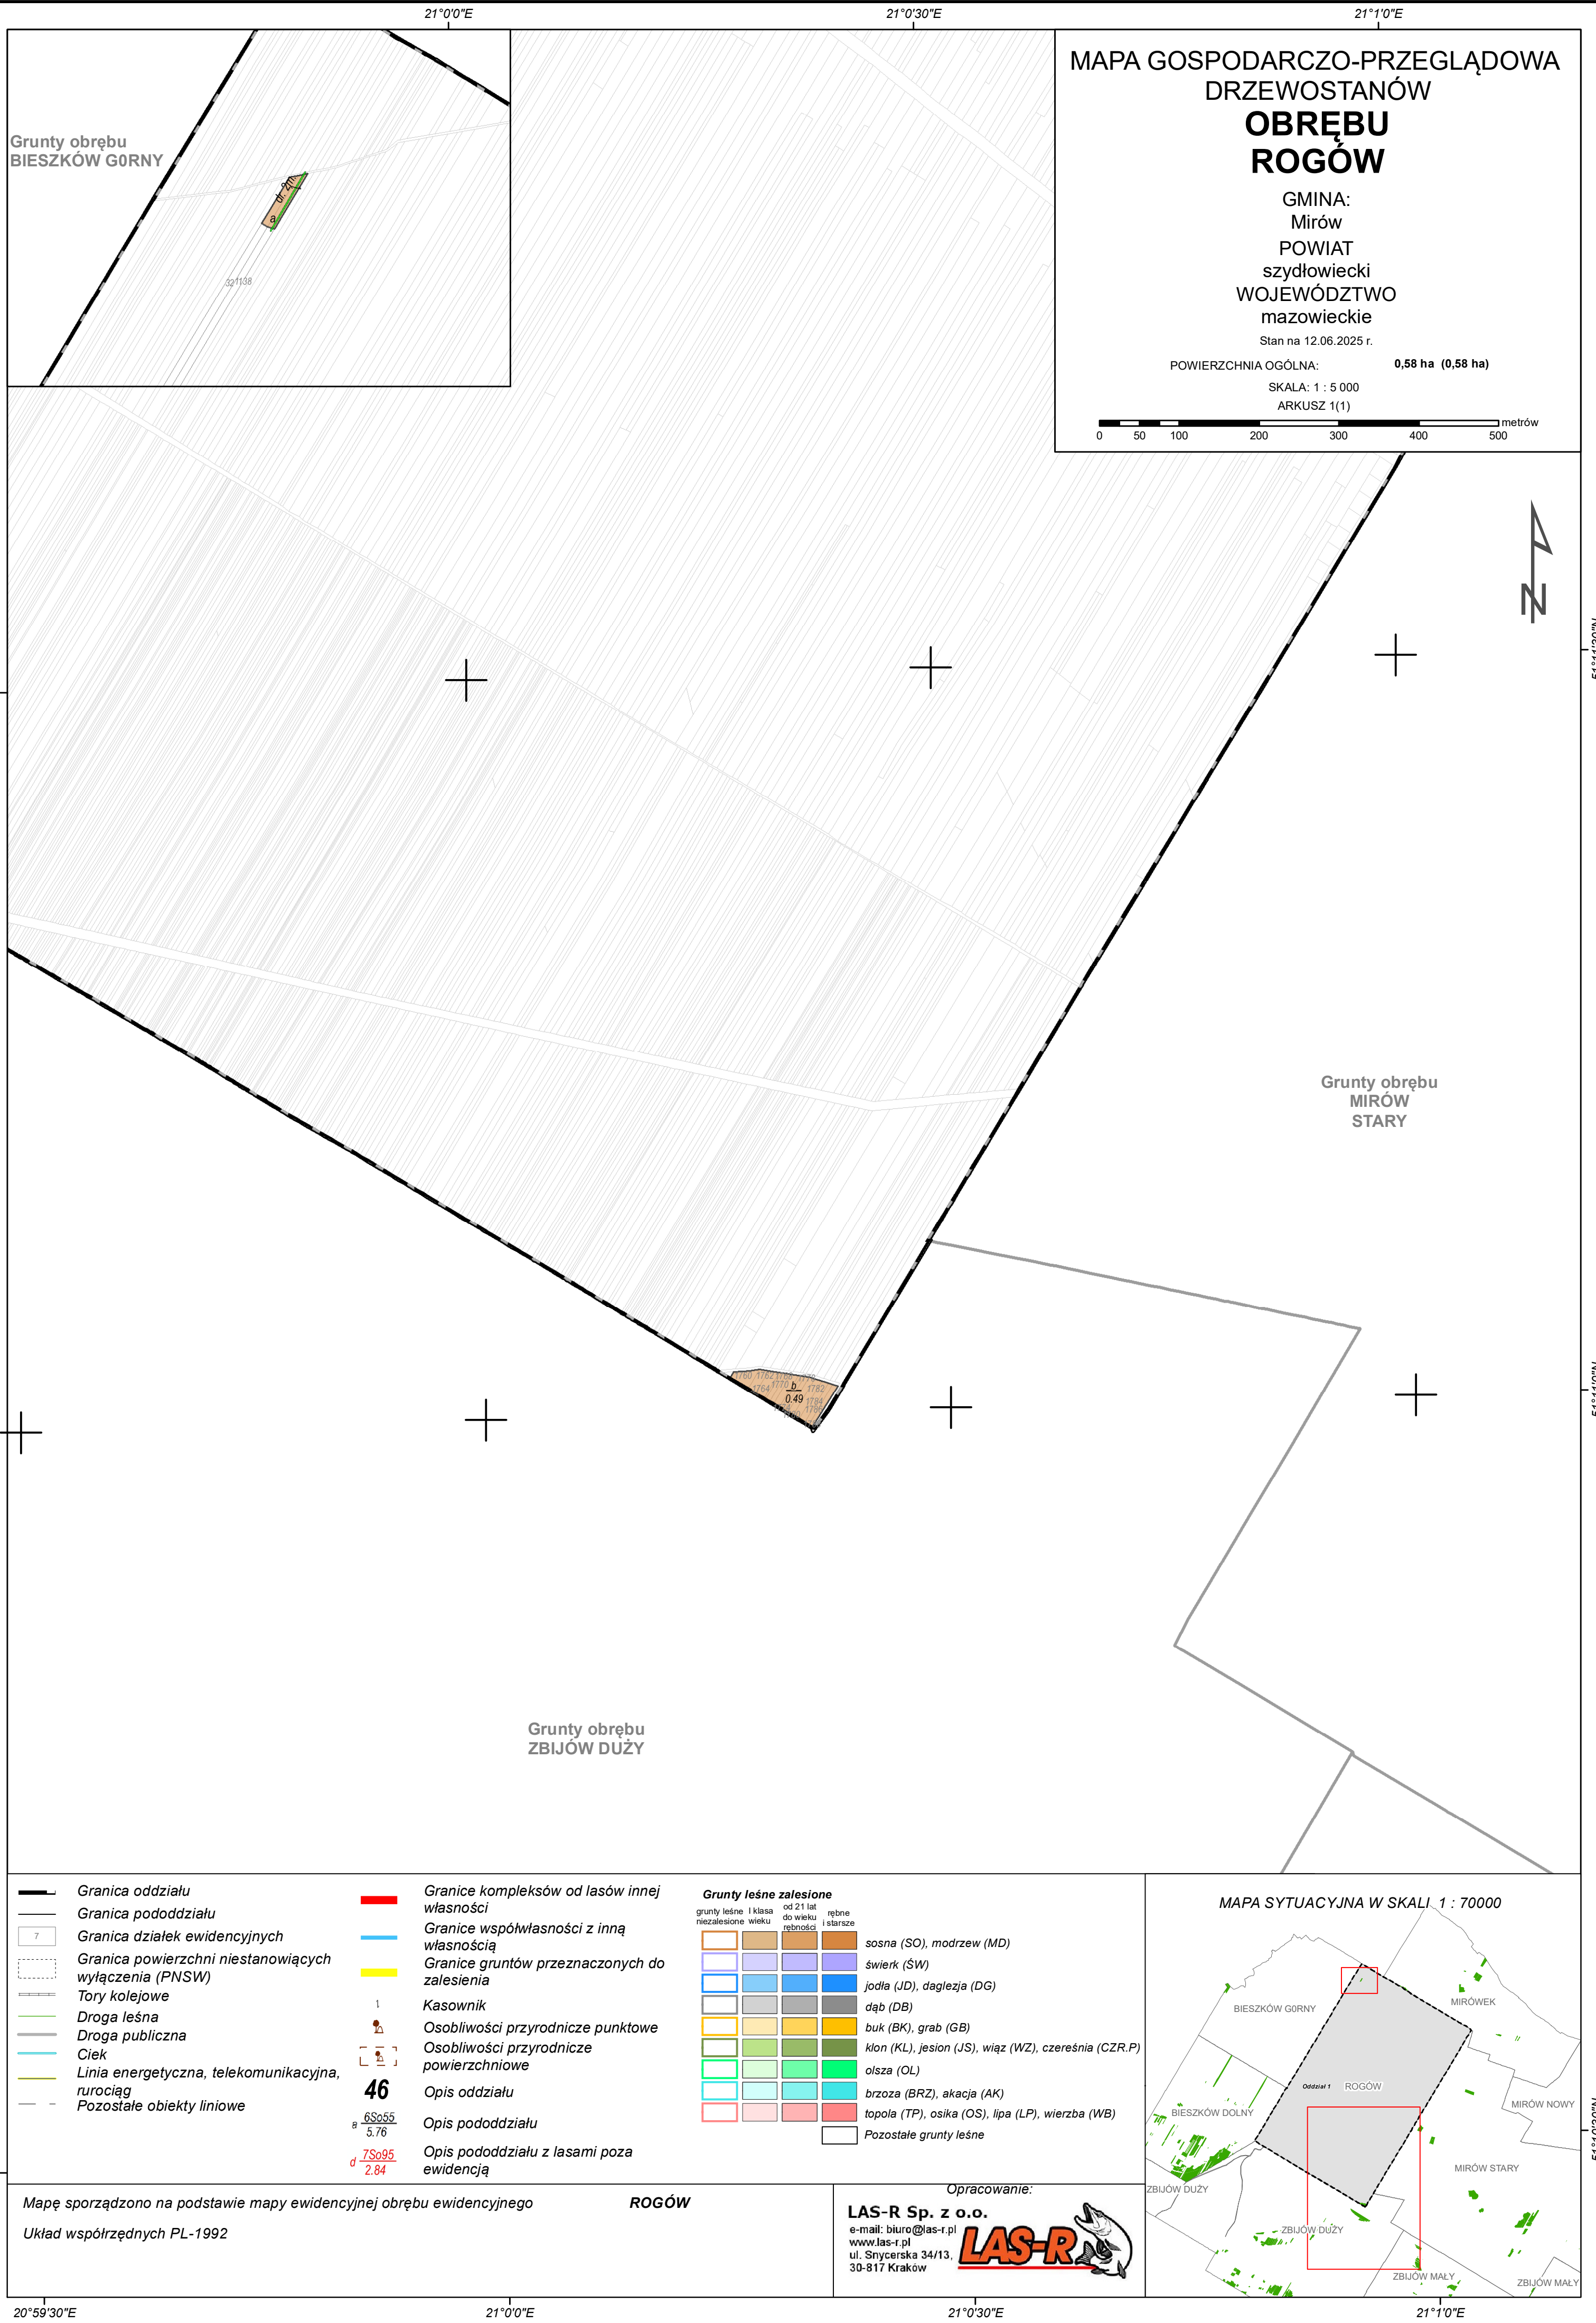 21°0'0"E
21°0'30"E
21°1'0"E
MAPA GOSPODARCZO-PRZEGLĄDOWA
DRZEWOSTANÓW
OBRĘBU
ROGÓW
GMINA:
Mirów
POWIAT
szydłowiecki
WOJEWÓDZTWO
mazowieckie
Stan na 12.06.2025 r.
POWIERZCHNIA OGÓLNA: 0,58 ha (0,58 ha)
SKALA: 1 : 5 000
ARKUSZ 1(1)
metrów
0 50 100 200 300 400 500
Grunty obrębu
BIESZKÓW G0RNY
a
321138
N
Grunty obrębu
MIRÓW
STARY
1760 1762
1764 1770
b
0.49
1782
1784
Grunty obrębu
ZBIJÓW DUŻY
Granica oddziału
Granica pododdziału
7
Granica działek ewidencyjnych
Granica powierzchni niestanowiących
wyłączenia (PNSW)
Tory kolejowe
Droga leśna
Droga publiczna
Ciek
Linia energetyczna, telekomunikacyjna,
rurociąg
Pozostałe obiekty liniowe
Granice kompleksów od lasów innej
własności
Granice współwłasności z inną
własnością
Granice gruntów przeznaczonych do
zalesienia
1
Kasownik
Osobliwości przyrodnicze punktowe
Osobliwości przyrodnicze
powierzchniowe
46
Opis oddziału
a 6So55
5.76
Opis pododdziału
d 7So95
2.84
Opis pododdziału z lasami poza
ewidencją
Grunty leśne zalesione
grunty leśne
niezalesione
I klasa
wieku
od 21 lat
do wieku
rębności
rębne
i starsze
sosna (SO), modrzew (MD)
świerk (ŚW)
jodła (JD), daglezja (DG)
dąb (DB)
buk (BK), grab (GB)
klon (KL), jesion (JS), wiąz (WZ), czereśnia (CZR.P)
olsza (OL)
brzoza (BRZ), akacja (AK)
topola (TP), osika (OS), lipa (LP), wierzba (WB)
Pozostałe grunty leśne
MAPA SYTUACYJNA W SKALI 1 : 70000
BIESZKÓW G0RNY
MIRÓWEK
Oddział 1
ROGÓW
BIESZKÓW DOLNY
MIRÓW NOWY
MIRÓW STARY
ZBIJÓW DUŻY
ZBIJÓW DUŻY
ZBIJÓW MAŁY
ZBIJÓW MAŁY
Mapę sporządzono na podstawie mapy ewidencyjnej obrębu ewidencyjnego ROGÓW
Układ współrzędnych PL-1992
Opracowanie:
LAS-R Sp. z o.o.
e-mail: biuro@las-r.pl
www.las-r.pl
ul. Snycerska 34/13,
30-817 Kraków
LAS-R
20°59'30"E
21°0'0"E
21°0'30"E
21°1'0"E